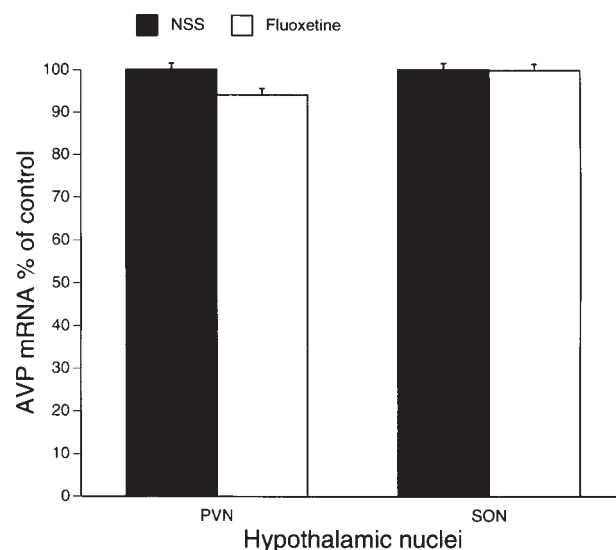 NSS Fluoxetine
100
90
80
70
60
50
40
30
20
10
0
AVP mRNA % of control
PVN SON
Hypothalamic nuclei